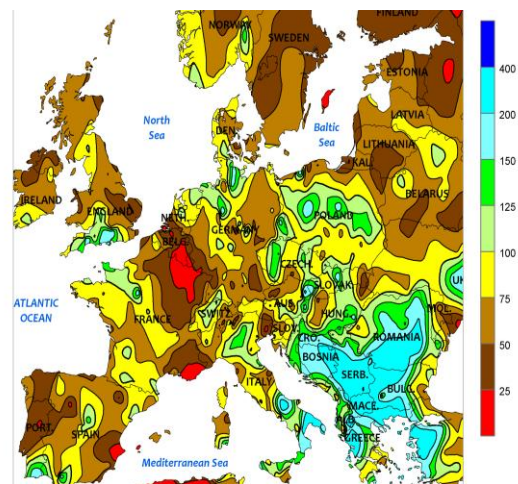 NORWAY
FINLAND
SWEDEN
ESTONIA
North
Sea
Baltic
Sea
LATVIA
DEN.
LITHUANIA
KAL.
IRELAND
ENGLAND
NETH.
BELARUS
POLAND
GERMANY
BELG.
CZECH.
SLOVAK.
UK
ATLANTIC
OCEAN
FRANCE
SWITZ.
AUS.
HUNG.
MOL.
SLOV.
CRO.
ROMANIA
BOSNIA
SERB.
ITALY
BULG.
MACE.
PORT.
SPAIN
GREECE
Mediterranean Sea
400
200
150
125
100
75
50
25